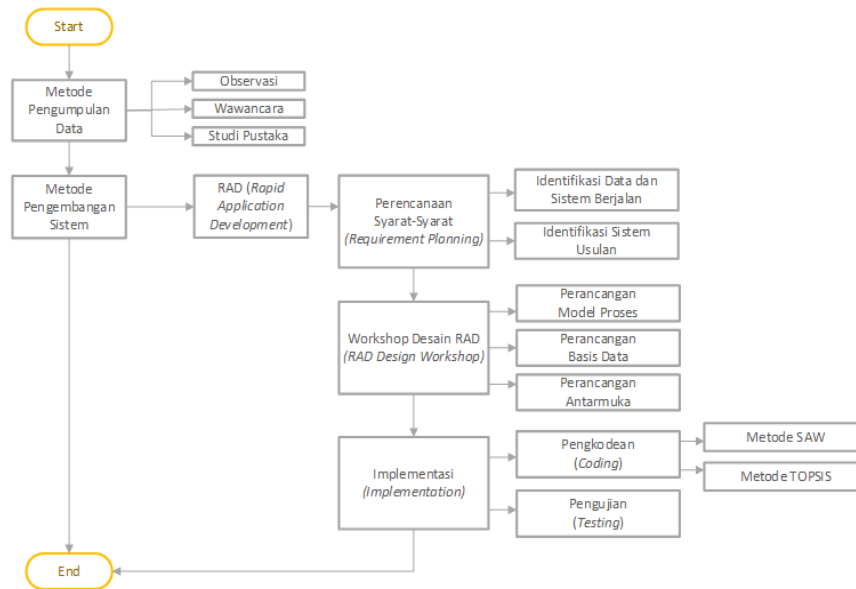 Start
Metode
Pengumpulan
Data
Observasi
Wawancara
Studi Pustaka
Metode
Pengembangan
Sistem
RAD (Rapid
Application
Development)
Perencanaan
Syarat-Syarat
(Requirement Planning)
Identifikasi Data dan
Sistem Berjalan
Identifikasi Sistem
Usulan
Workshop Desain RAD
(RAD Design Workshop)
Perancangan
Model Proses
Perancangan
Basis Data
Perancangan
Antarmuka
Implementasi
(Implementation)
Pengkodean
(Coding)
Metode SAW
Metode TOPSIS
Pengujian
(Testing)
End